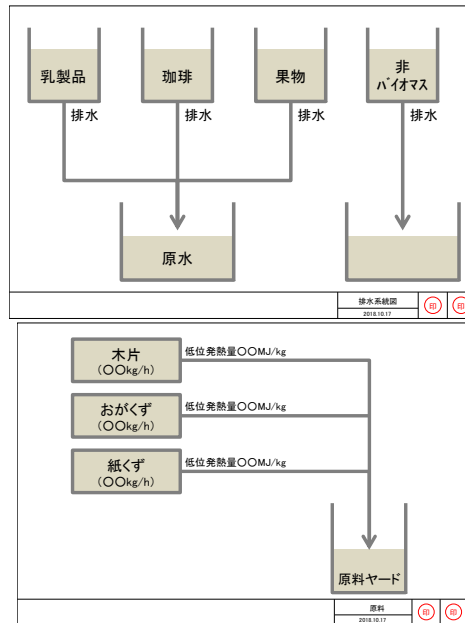 乳製品
珈琲
果物
非
バイオマス
排水
排水
排水
排水
原水
排水系統図
2018.10.17
印
印
木片
(〇〇kg/h)
低位発熱量〇〇MJ/kg
おがくず
(〇〇kg/h)
低位発熱量〇〇MJ/kg
紙くず
(〇〇kg/h)
低位発熱量〇〇MJ/kg
原料ヤード
原料
2018.10.17
印
印